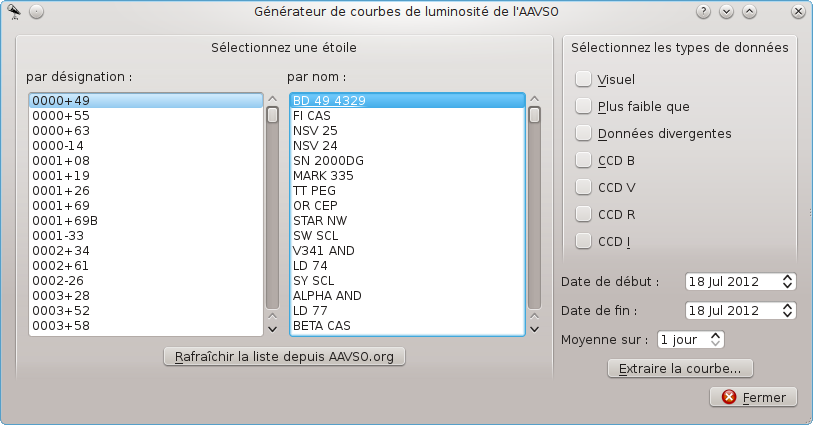 Générateur de courbes de luminosité de l'AAVSO
Sélectionnez une étoile
par désignation :
0000+49
0000+55
0000+63
0000-14
0001+08
0001+19
0001+26
0001+69
0001+69B
0001-33
0002+34
0002+61
0002-26
0003+28
0003+52
0003+58
par nom :
BD 49 4329
FI CAS
NSV 25
NSV 24
SN 2000DG
MARK 335
TT PEG
OR CEP
STAR NW
SW SCL
V341 AND
LD 74
SY SCL
ALPHA AND
LD 77
BETA CAS
Rafraîchir la liste depuis AAVSO.org
Sélectionnez les types de données
Visuel
Plus faible que
Données divergentes
CCD B
CCD V
CCD R
CCD I
Date de début : 18 Jul 2012
Date de fin : 18 Jul 2012
Moyenne sur : 1 jour
Extraire la courbe...
Fermer